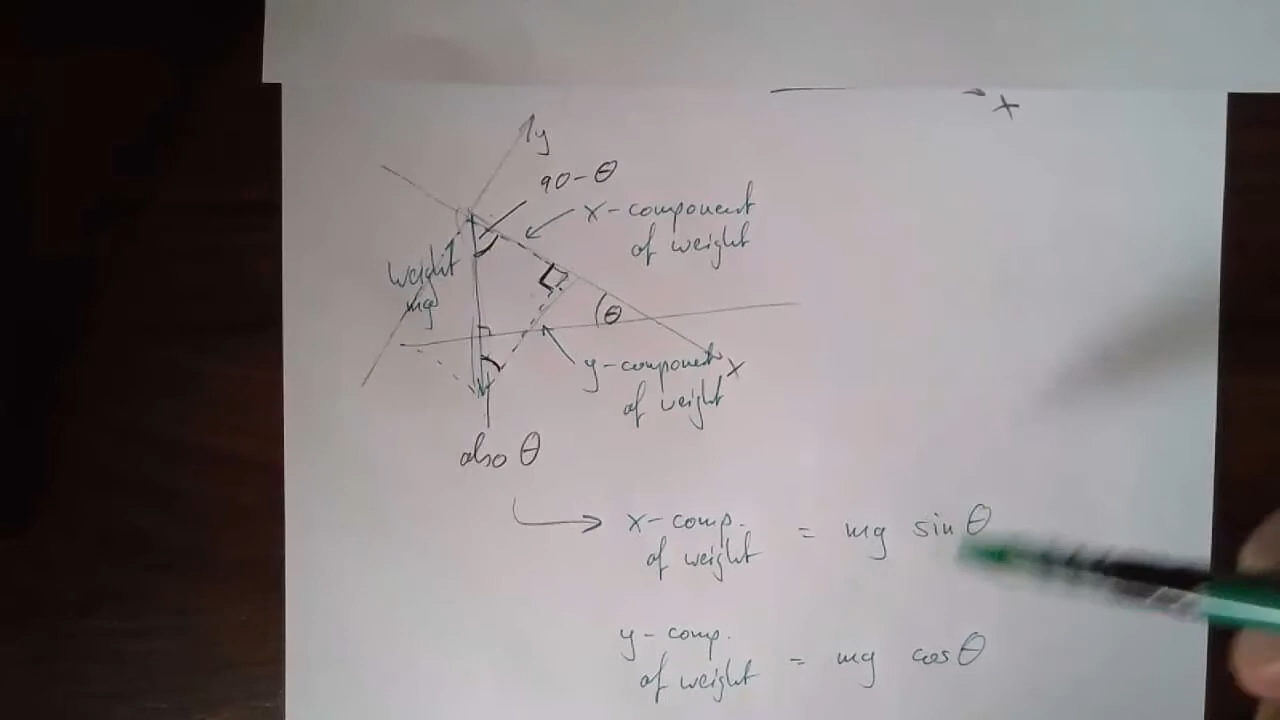 x
y
90-θ
x-component
of weight
weight
mg
θ
y-component
of weight
x
also θ
x-comp.
of weight = mg sin θ
y-comp.
of weight = mg cos θ